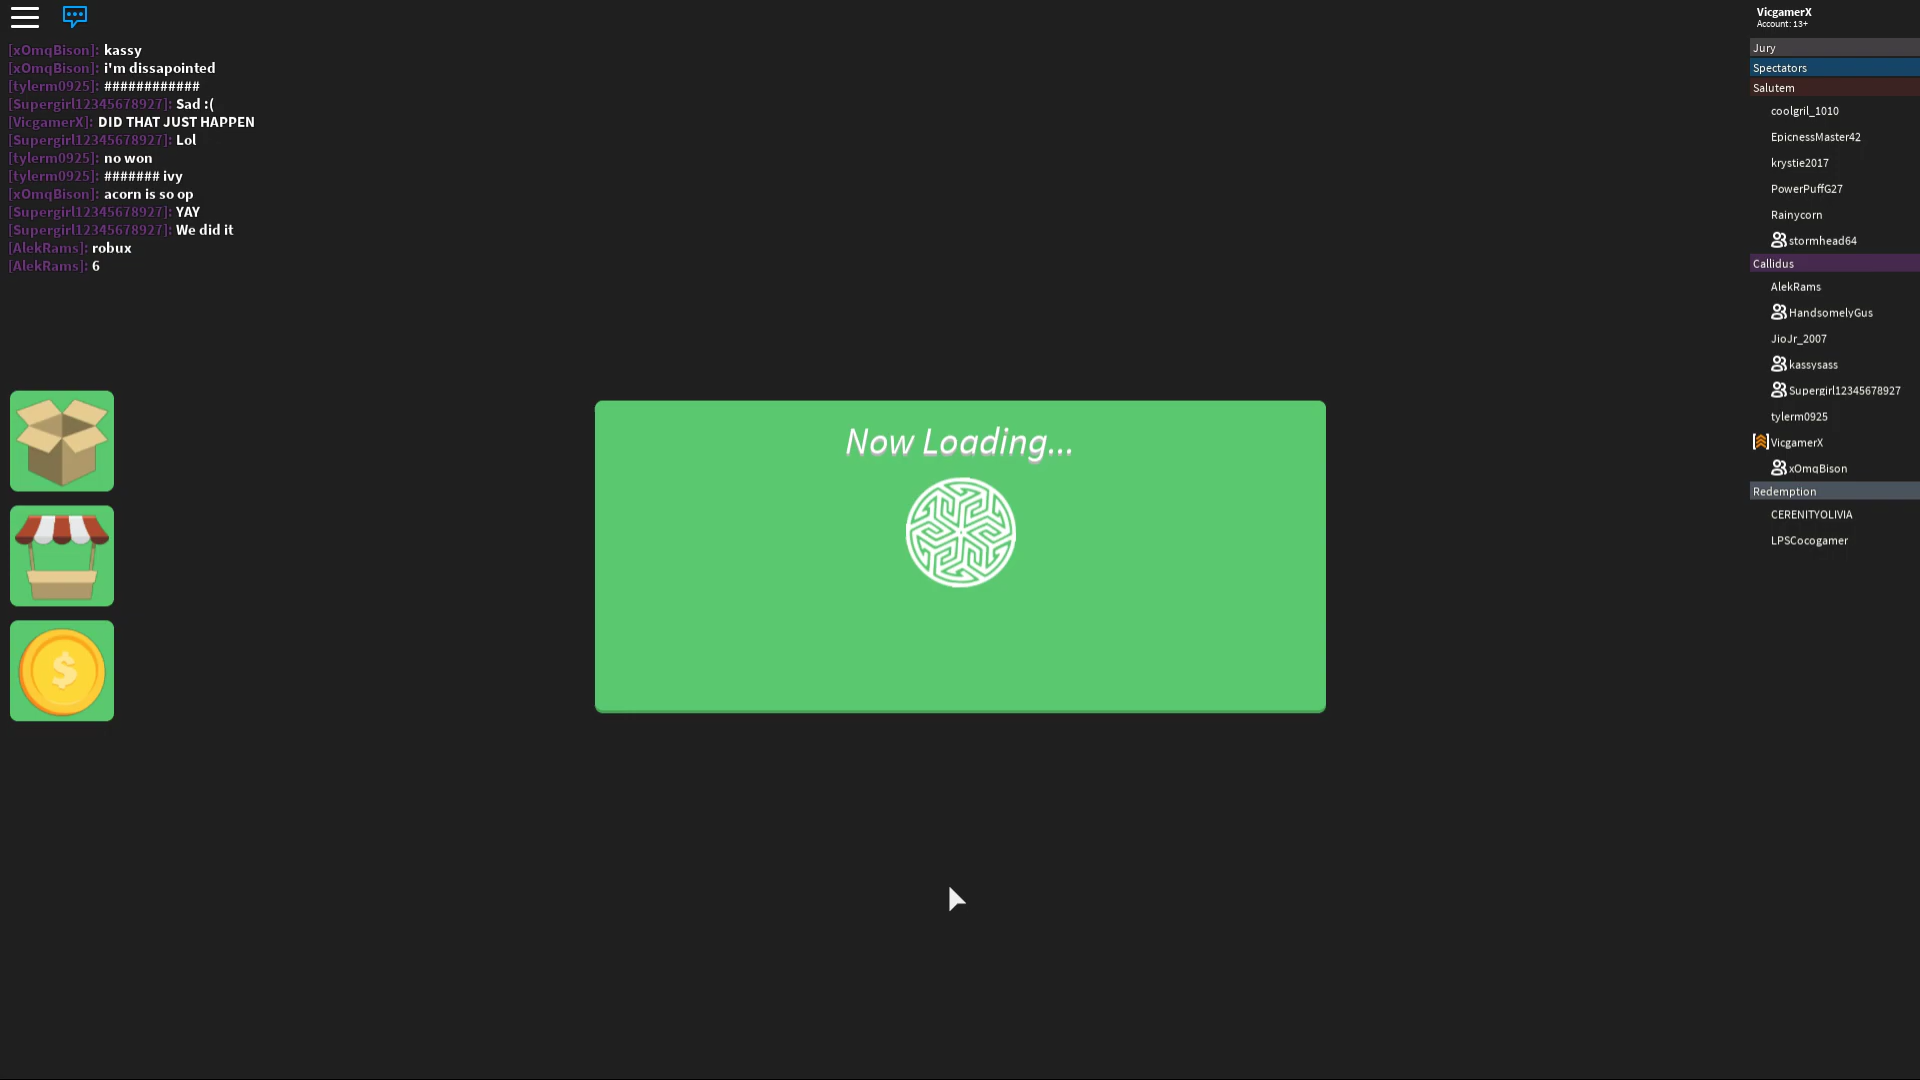 [xOmqBison]: kassy
[xOmqBison]: i'm dissapointed
[tylerm0925]: ############
[Supergirl12345678927]: Sad :(
[VicgamerX]: DID THAT JUST HAPPEN
[Supergirl12345678927]: Lol
[tylerm0925]: no won
[tylerm0925]: ####### ivy
[xOmqBison]: acorn is so op
[Supergirl12345678927]: YAY
[Supergirl12345678927]: We did it
[AlekRams]: robux
[AlekRams]: 6
Now Loading...
$
VicgamerX
Account: 13+
Jury
Spectators
Salutem
coolgril_1010
EpicnessMaster42
krystie2017
PowerPuffG27
Rainycorn
stormhead64
Callidus
AlekRams
HandsomelyGus
JioJr_2007
kassysass
Supergirl12345678927
tylerm0925
VicgamerX
xOmqBison
Redemption
CERENITYOLIVIA
LPSCocogamer